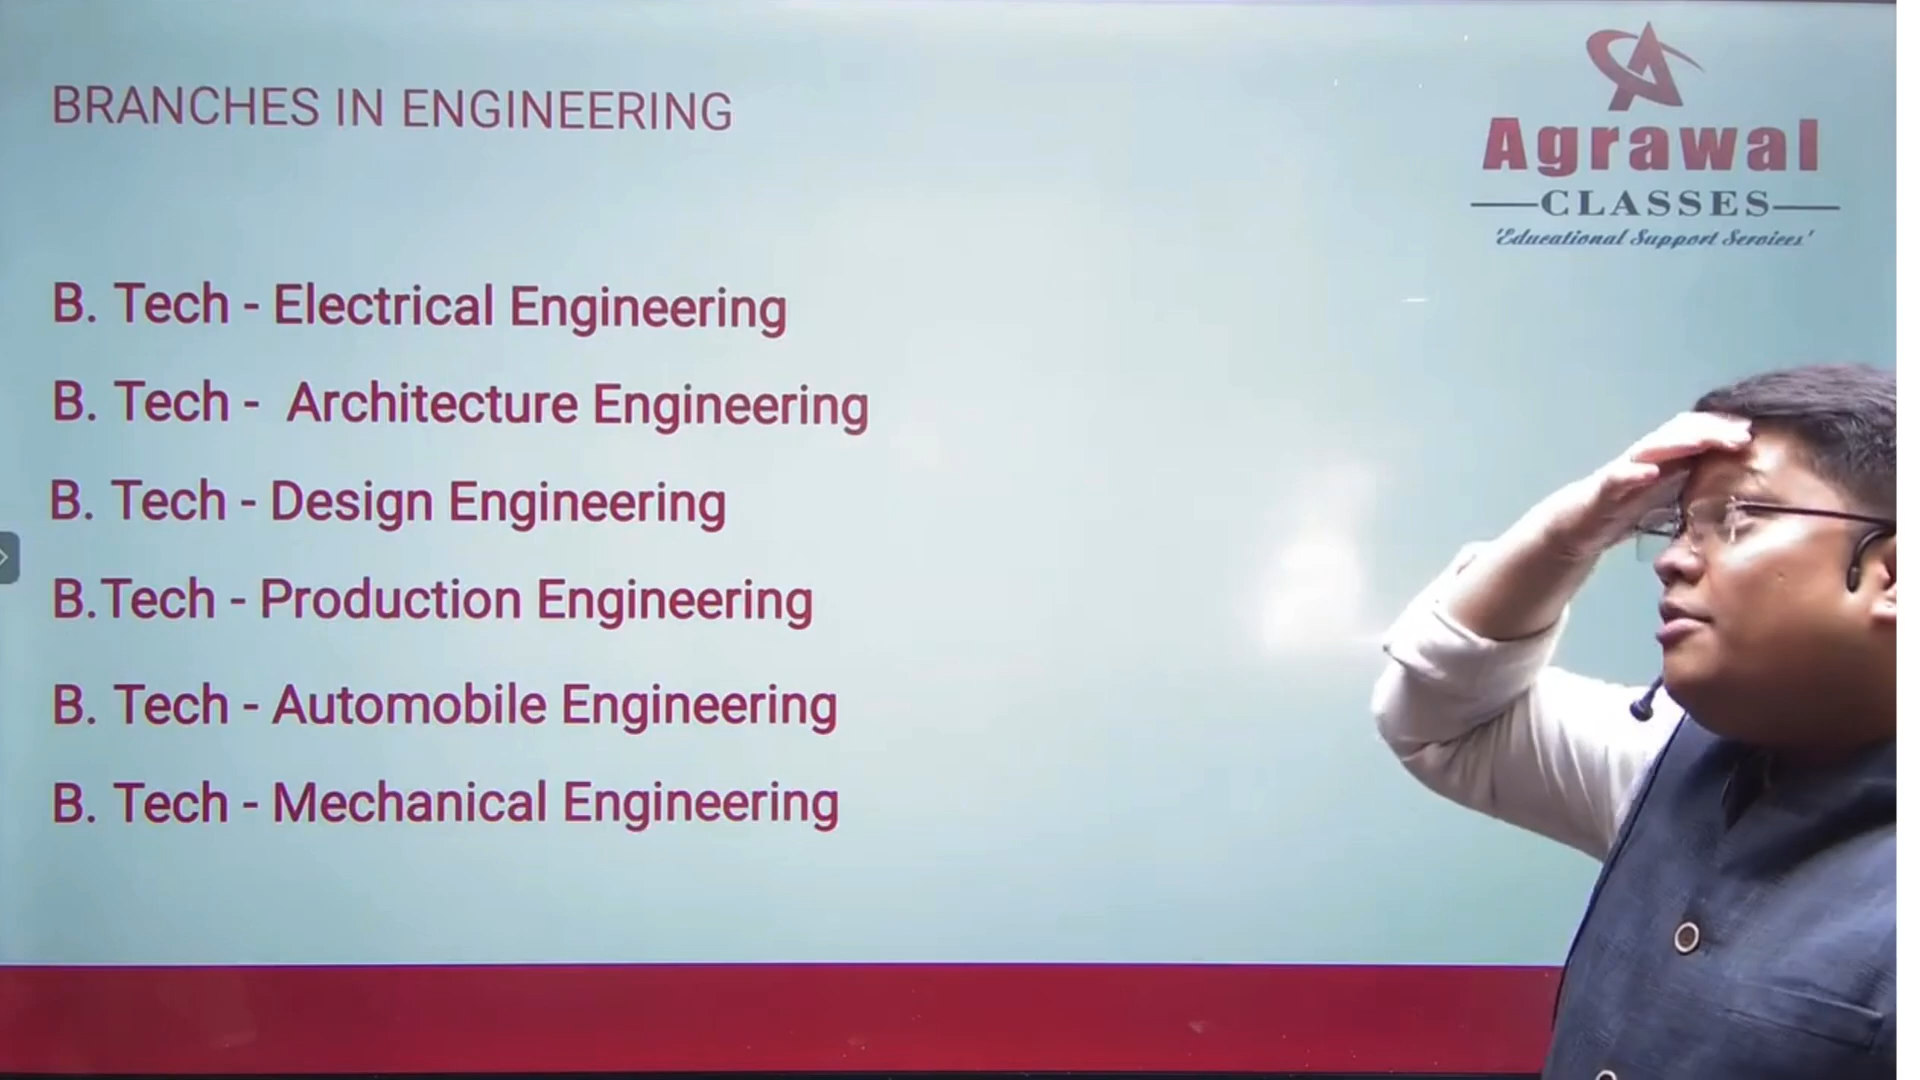 BRANCHES IN ENGINEERING
Agrawal
CLASSES
'Educational Support Services'
B. Tech - Electrical Engineering
B. Tech - Architecture Engineering
B. Tech - Design Engineering
B.Tech - Production Engineering
B. Tech - Automobile Engineering
B. Tech - Mechanical Engineering